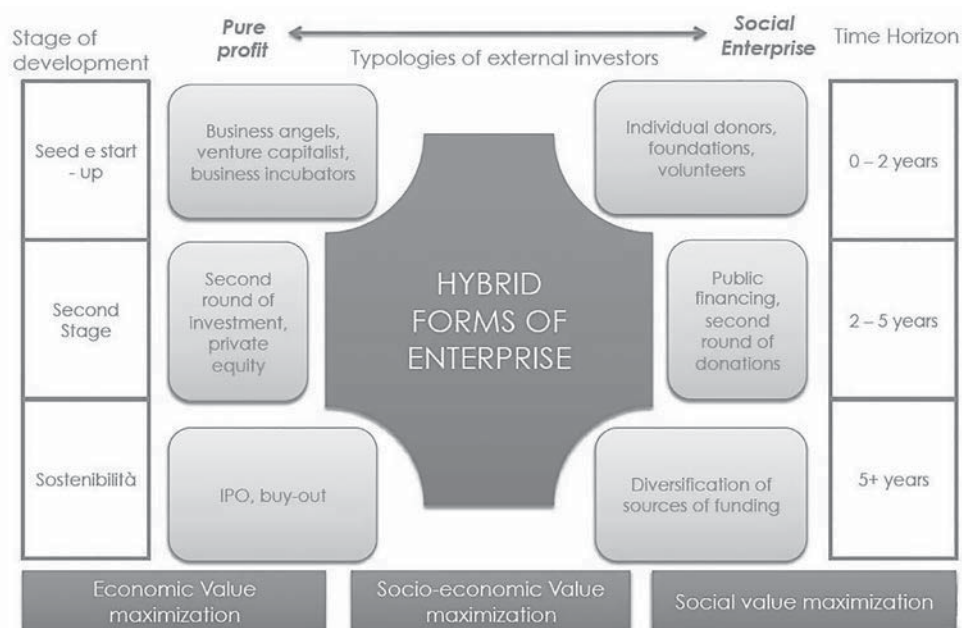 Stage of
development
Pure
profit
Typologies of external investors
Social
Enterprise
Time Horizon
Seed e start
- up
Business angels,
venture capitalist,
business incubators
Individual donors,
foundations,
volunteers
0 – 2 years
Second
Stage
Second
round of
investment,
private
equity
HYBRID
FORMS OF
ENTERPRISE
Public
financing,
second
round of
donations
2 – 5 years
Sostenibilità
IPO, buy-out
Diversification of
sources of funding
5+ years
Economic Value
maximization
Socio-economic Value
maximization
Social value maximization